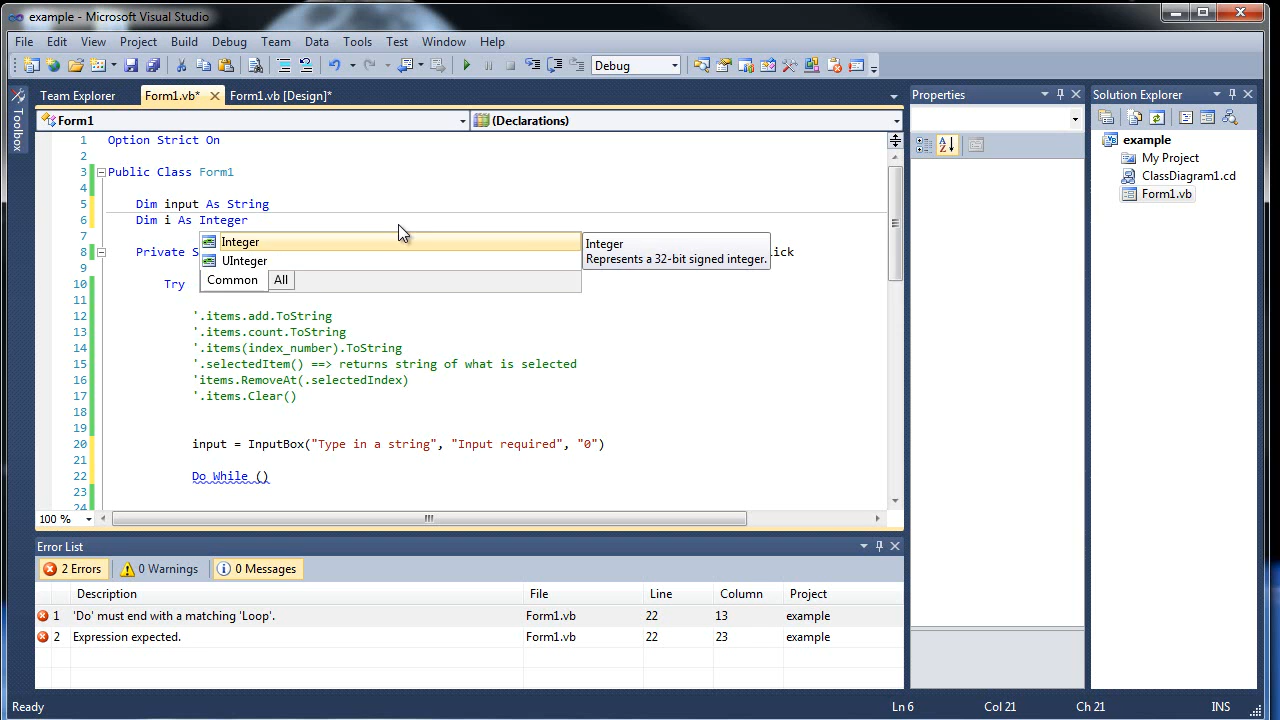 example - Microsoft Visual Studio
File Edit View Project Build Debug Team Data Tools Test Window Help
Debug
Toolbox
Team Explorer Form1.vb* Form1.vb [Design]*
Form1 (Declarations)
1 Option Strict On
2
3 Public Class Form1
4
5 Dim input As String
6 Dim i As Integer
7
8 Private S lick
9
10 Try
11
12 '.items.add.ToString
13 '.items.count.ToString
14 '.items(index_number).ToString
15 '.selectedItem() ==> returns string of what is selected
16 'items.RemoveAt(.selectedIndex)
17 '.items.Clear()
18
19
20 input = InputBox("Type in a string", "Input required", "0")
21
22 Do While ()
23
24
Integer
UInteger
Common All
Integer
Represents a 32-bit signed integer.
100 %
Properties
Solution Explorer
example
My Project
ClassDiagram1.cd
Form1.vb
Error List
2 Errors 0 Warnings 0 Messages
Description File Line Column Project
1 'Do' must end with a matching 'Loop'. Form1.vb 22 13 example
2 Expression expected. Form1.vb 22 23 example
Ready Ln 6 Col 21 Ch 21 INS